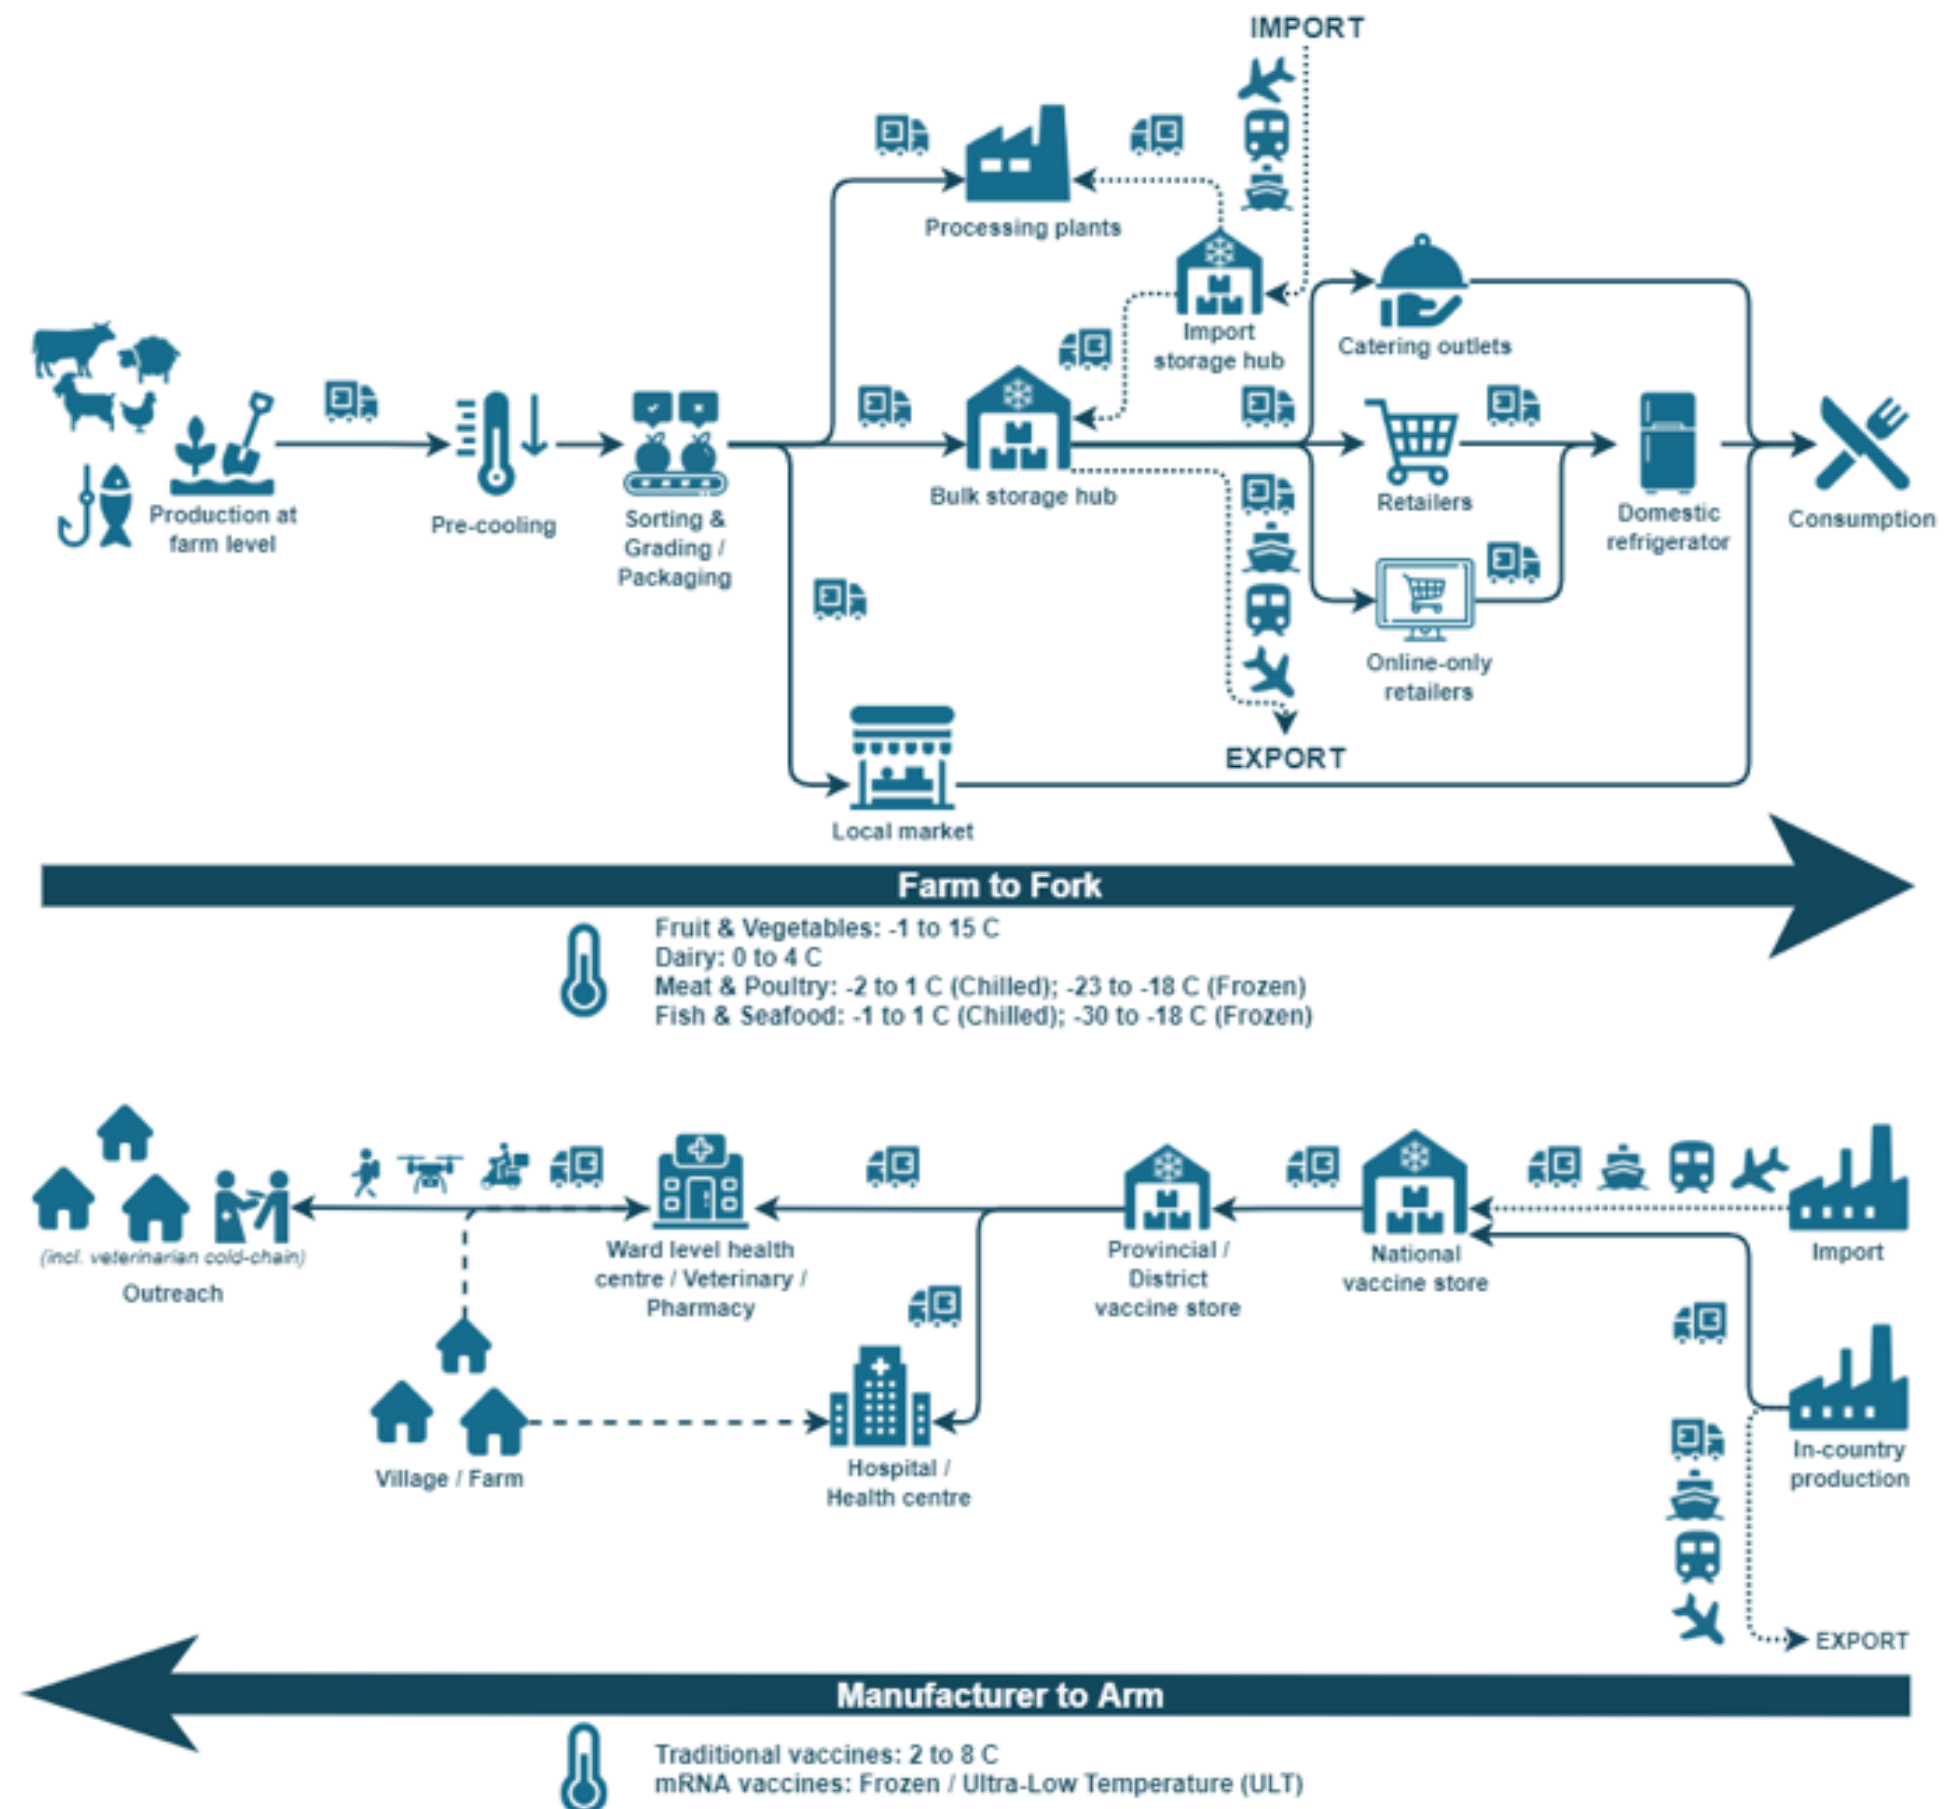 IMPORT
Processing plants
Import
storage hub
Catering outlets
Production at
farm level
Pre-cooling
Sorting &
Grading /
Packaging
Bulk storage hub
Retailers
Domestic
refrigerator
Consumption
Online-only
retailers
EXPORT
Local market
Farm to Fork
Fruit & Vegetables: -1 to 15 C
Dairy: 0 to 4 C
Meat & Poultry: -2 to 1 C (Chilled); -23 to -18 C (Frozen)
Fish & Seafood: -1 to 1 C (Chilled); -30 to -18 C (Frozen)
(incl. veterinarian cold-chain)
Outreach
Ward level health
centre / Veterinary /
Pharmacy
Provincial /
District
vaccine store
National
vaccine store
Import
Village / Farm
Hospital /
Health centre
In-country
production
EXPORT
Manufacturer to Arm
Traditional vaccines: 2 to 8 C
mRNA vaccines: Frozen / Ultra-Low Temperature (ULT)